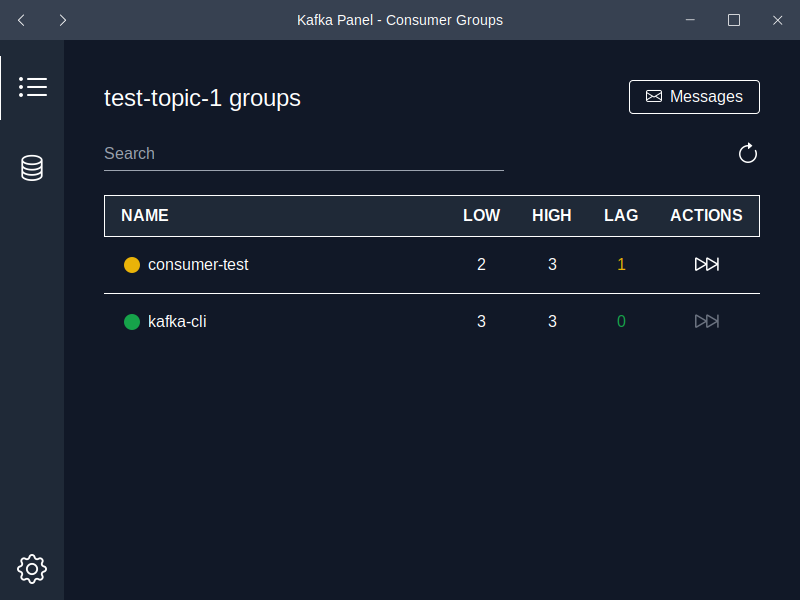 Kafka Panel - Consumer Groups
test-topic-1 groups
Messages
Search
NAME LOW HIGH LAG ACTIONS
consumer-test 2 3 1
kafka-cli 3 3 0